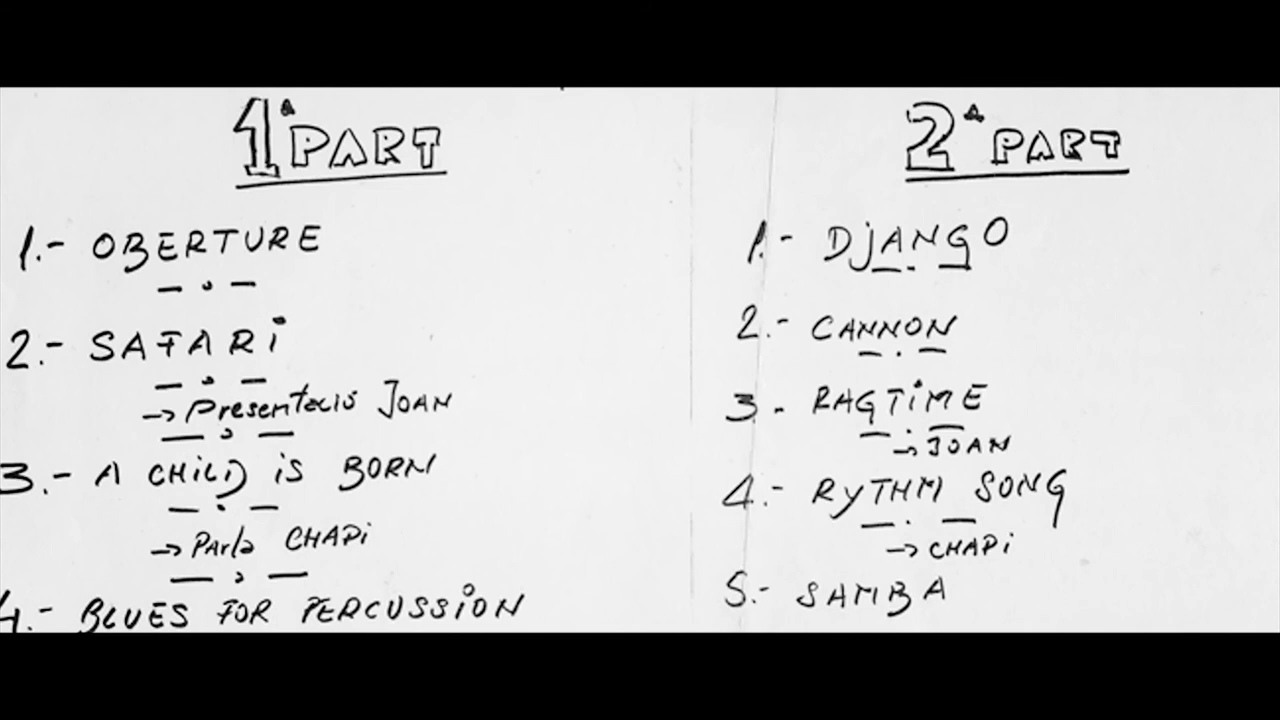 1ª PART
1.- OBERTURE
2.- SAFARI
→ Presentació JOAN
3.- A CHILD IS BORN
→ Parla CHAPI
4.- BLUES FOR PERCUSSION
2ª PART
1.- DJANGO
2.- CANNON
3.- RAGTIME
→ JOAN
4.- RYTHM SONG
→ CHAPI
5.- SAMBA